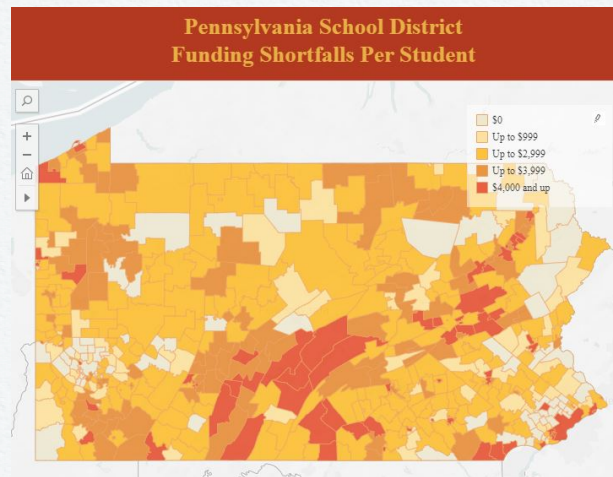 Pennsylvania School District
Funding Shortfalls Per Student
$0
Up to $999
Up to $2,999
Up to $3,999
$4,000 and up